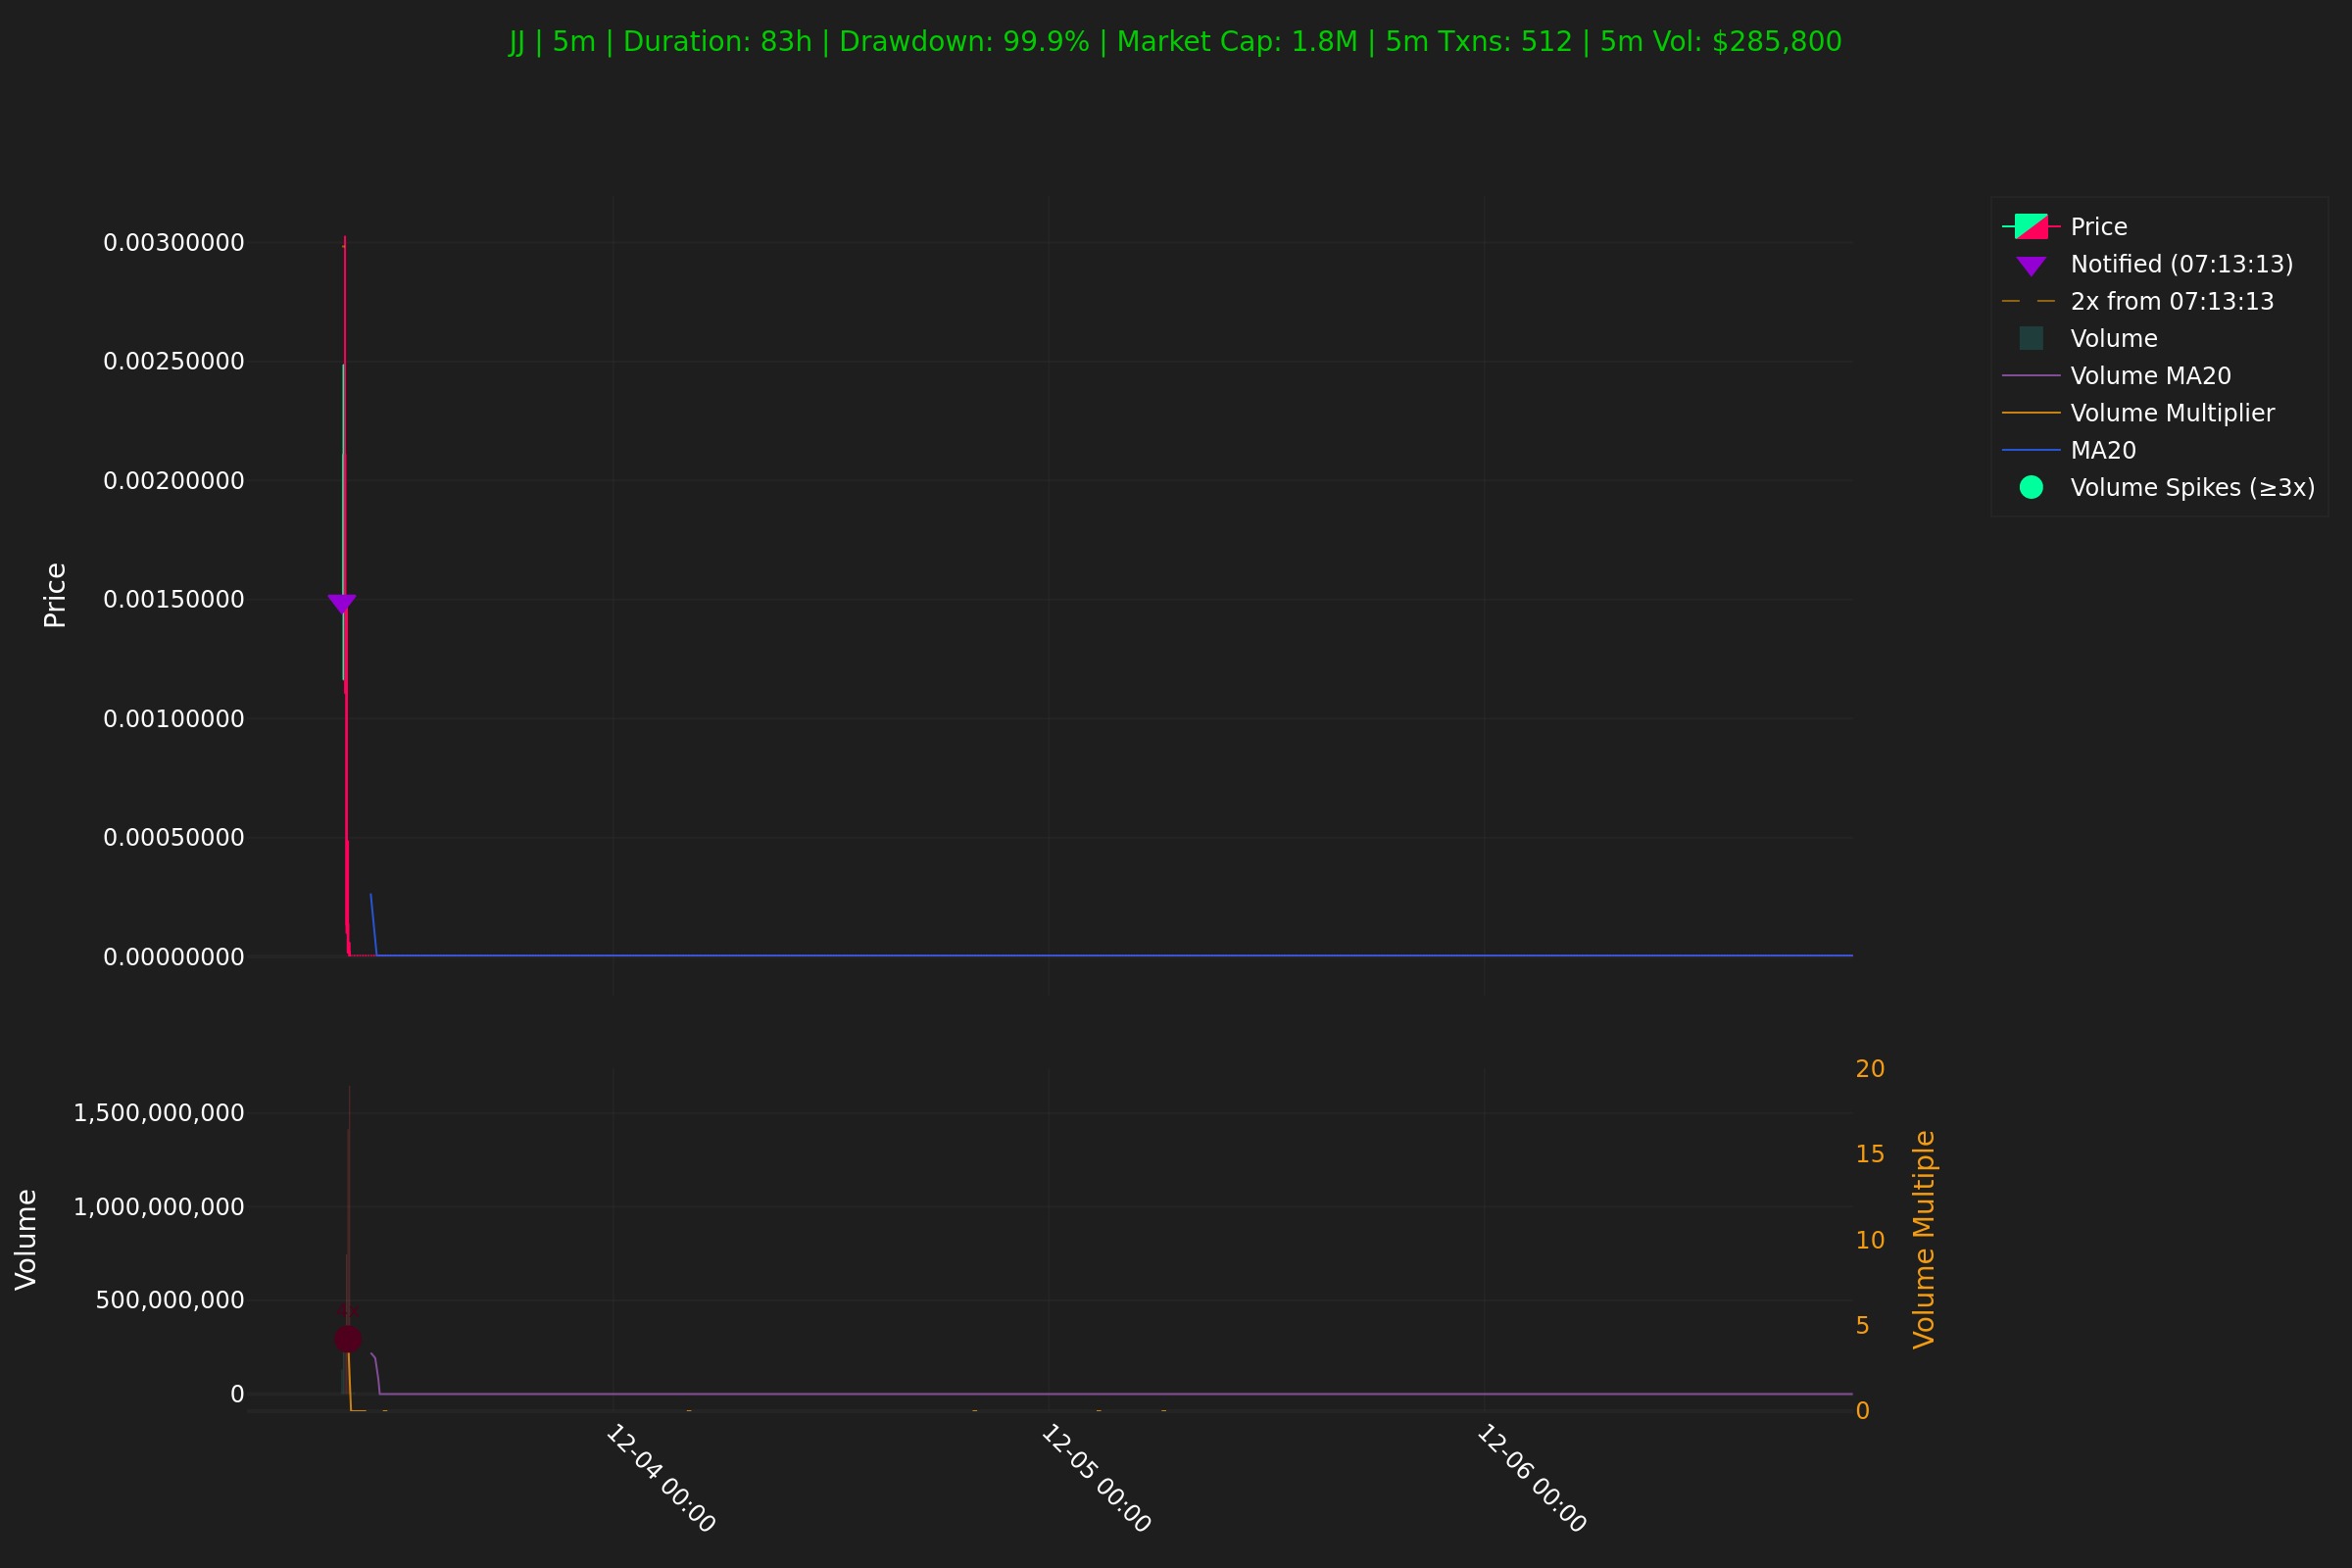 JJ | 5m | Duration: 83h | Drawdown: 99.9% | Market Cap: 1.8M | 5m Txns: 512 | 5m Vol: $285,800
Price
0.00300000
0.00250000
0.00200000
0.00150000
0.00100000
0.00050000
0.00000000
Price
Notified (07:13:13)
2x from 07:13:13
Volume
Volume MA20
Volume Multiplier
MA20
Volume Spikes (≥3x)
Volume
1,500,000,000
1,000,000,000
500,000,000
0
20
15
10
5
0
Volume Multiple
12-04 00:00
12-05 00:00
12-06 00:00